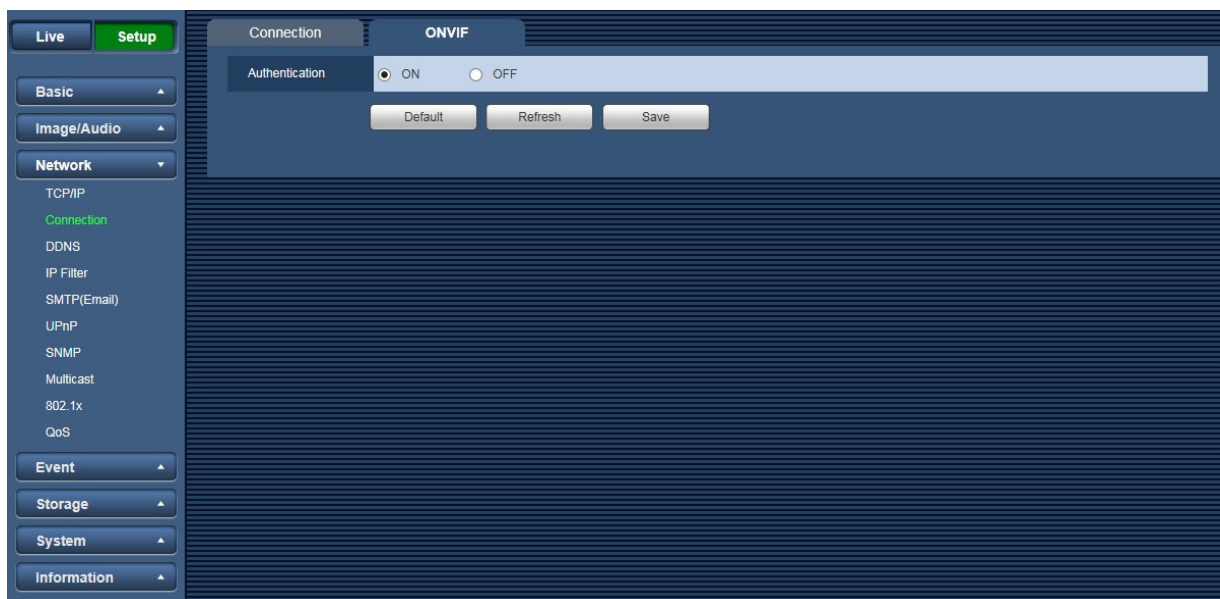 Live Setup
Connection ONVIF
Authentication ON OFF
Default Refresh Save
Basic
Image/Audio
Network
TCP/IP
Connection
DDNS
IP Filter
SMTP(Email)
UPnP
SNMP
Multicast
802.1x
QoS
Event
Storage
System
Information